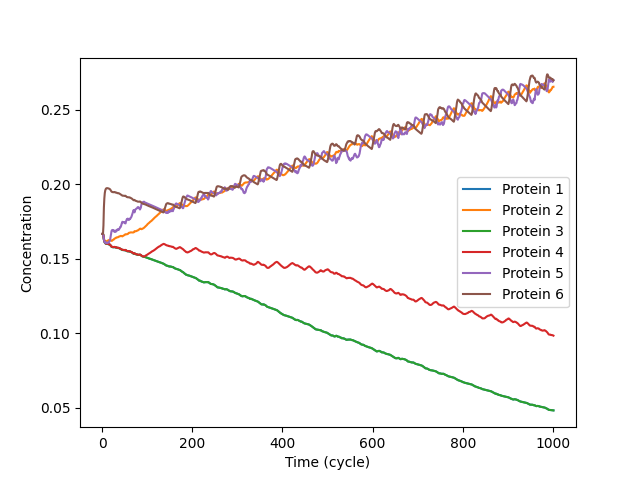 0.25
0.20
0.15
0.10
0.05
Concentration
Protein 1
Protein 2
Protein 3
Protein 4
Protein 5
Protein 6
0 200 400 600 800 1000
Time (cycle)